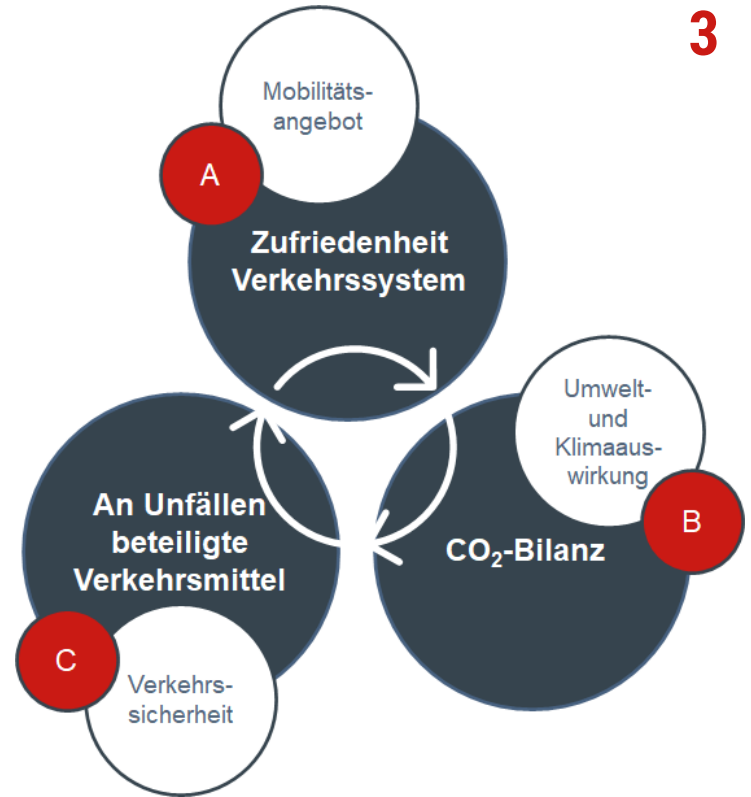 3
Mobilitäts-
angebot
A
Zufriedenheit
Verkehrssystem
Umwelt-
und
Klimaaus-
wirkung
B
CO₂-Bilanz
An Unfällen
beteiligte
Verkehrsmittel
C
Verkehrs-
sicherheit